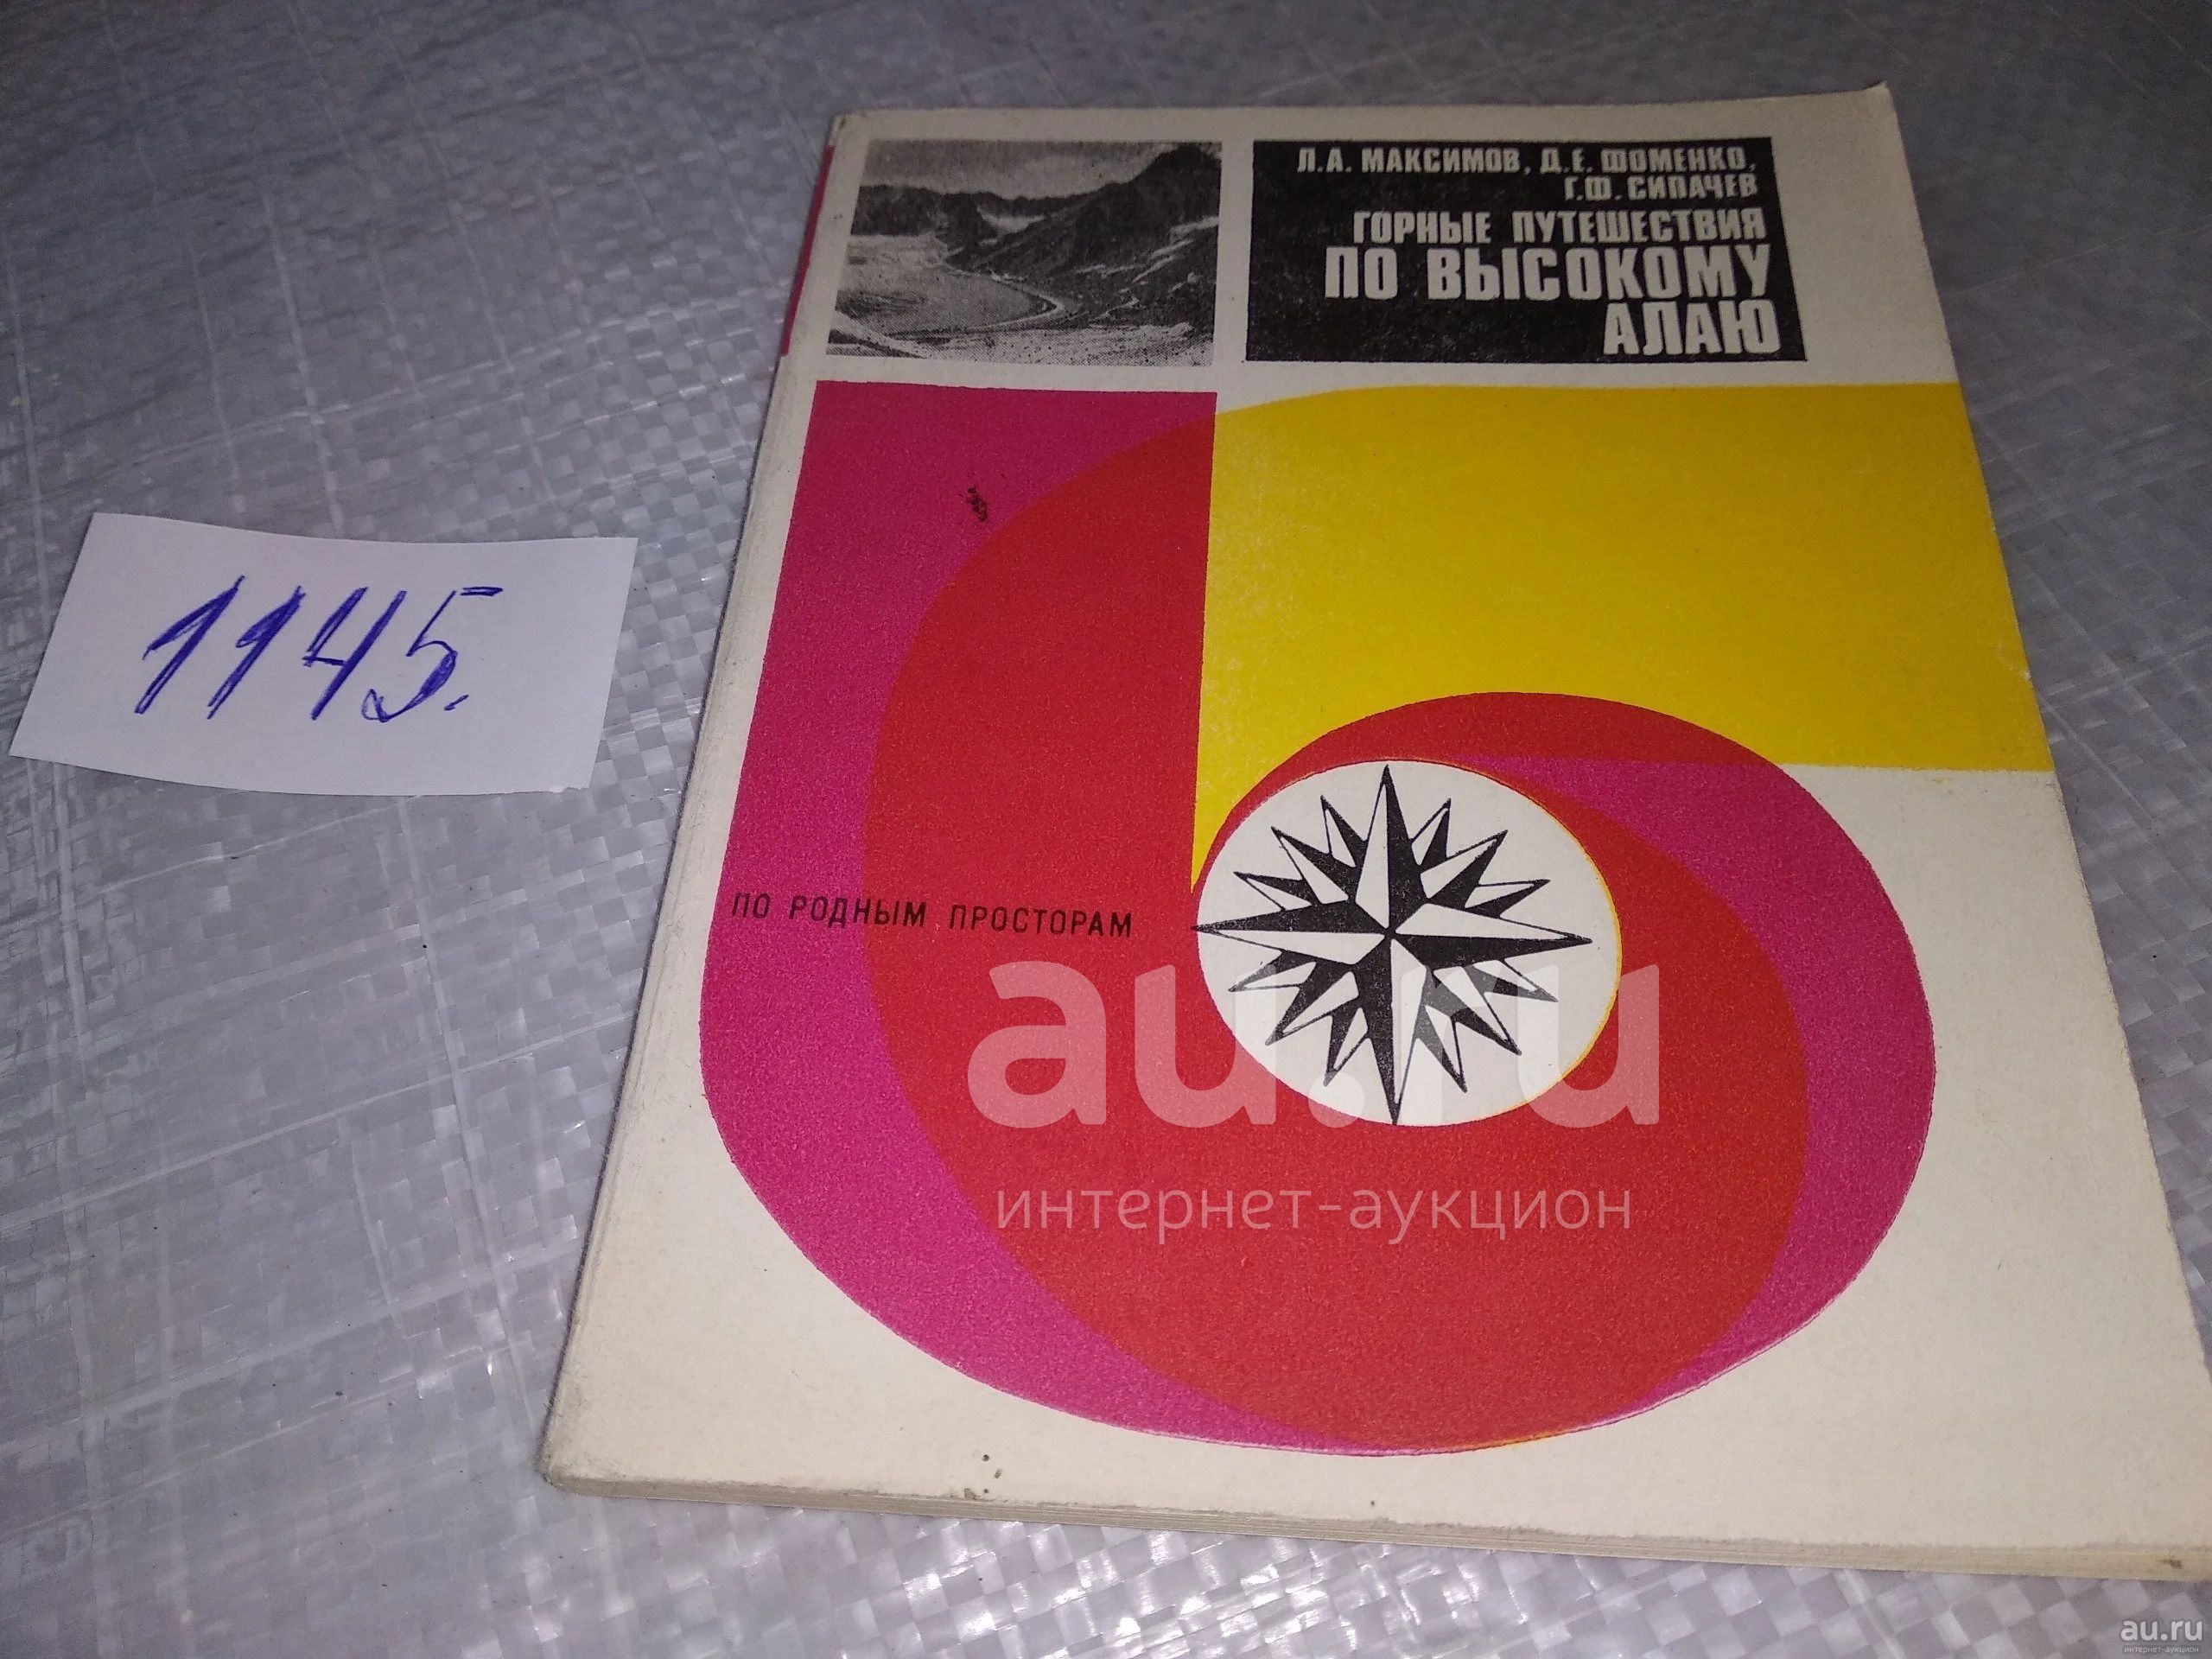 Л.А. МАКСИМОВ, Д.Е. ФОМЕНКО,
Г.Ф. СИПАЧЕВ
ГОРНЫЕ ПУТЕШЕСТВИЯ
ПО ВЫСОКОМУ
АЛАЮ
1145.
ПО РОДНЫМ ПРОСТОРАМ
au.ru
интернет-аукцион
au.ru
интернет-аукцион